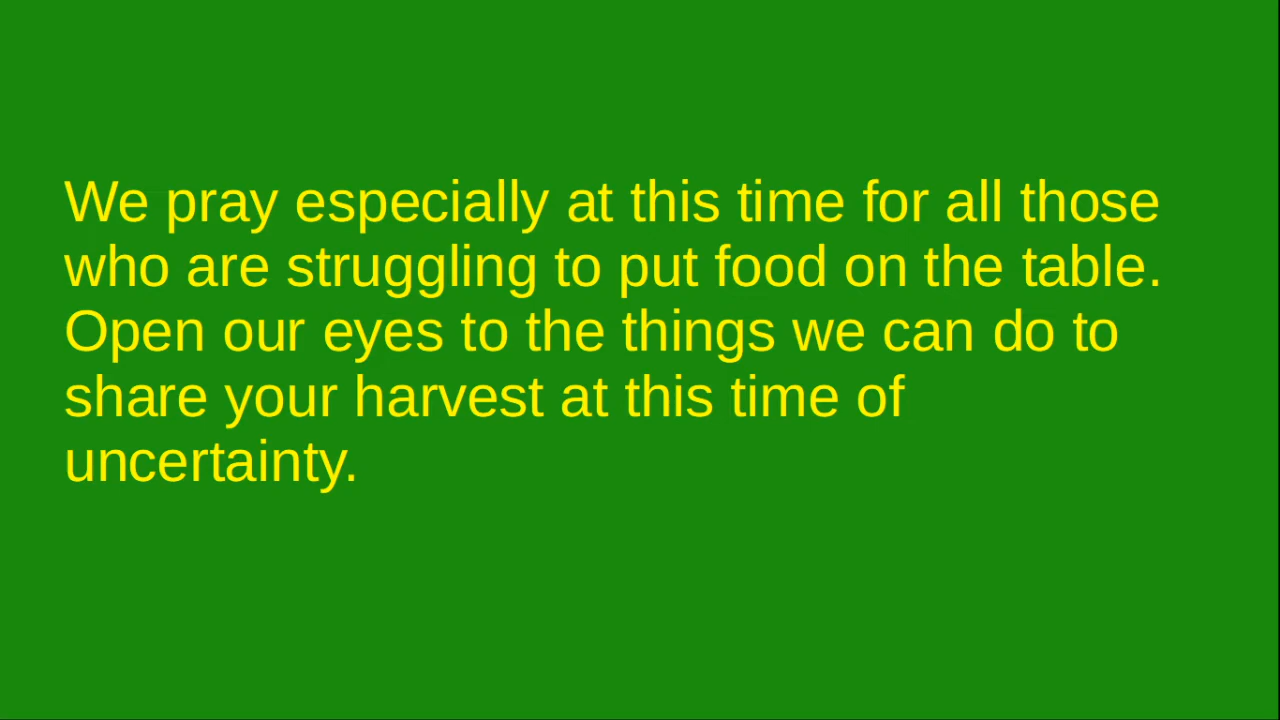 We pray especially at this time for all those
who are struggling to put food on the table.
Open our eyes to the things we can do to
share your harvest at this time of
uncertainty.